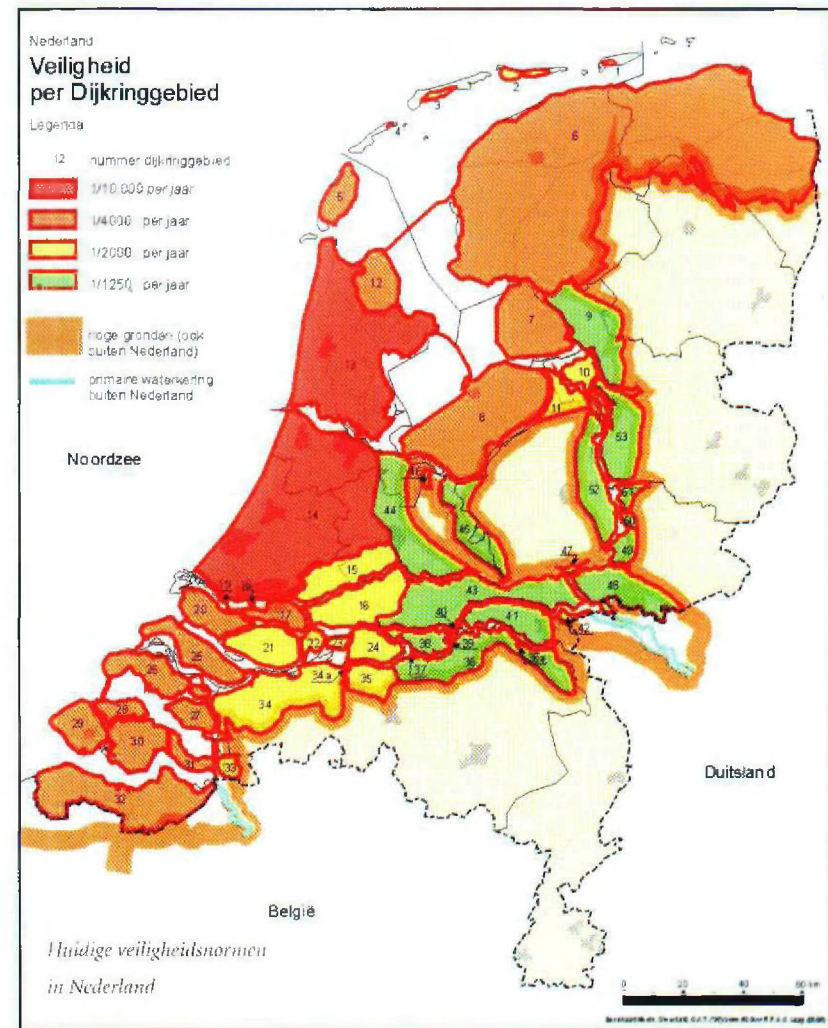 Nederland
Veiligheid
per Dijkringgebied
Legenda
12 nummer dijkringgebied
1/10.000 per jaar
1/4000 per jaar
1/2000 per jaar
1/1250 per jaar
hoge gronden (ook
buiten Nederland)
primaire waterkering
buiten Nederland
1
2
3
4
5
6
12
7
9
13
10
11
8
53
52
51
50
49
14
44
46
45
47
48
15
16
43
20
19
18
17
40
41
42
21
22
23
24
38
39
25
26
34a
35
37
36
34
27
28
29
30
31
33
32
Noordzee
Duitsland
België
Huidige veiligheidsnormen
in Nederland
0 20 40 60 km